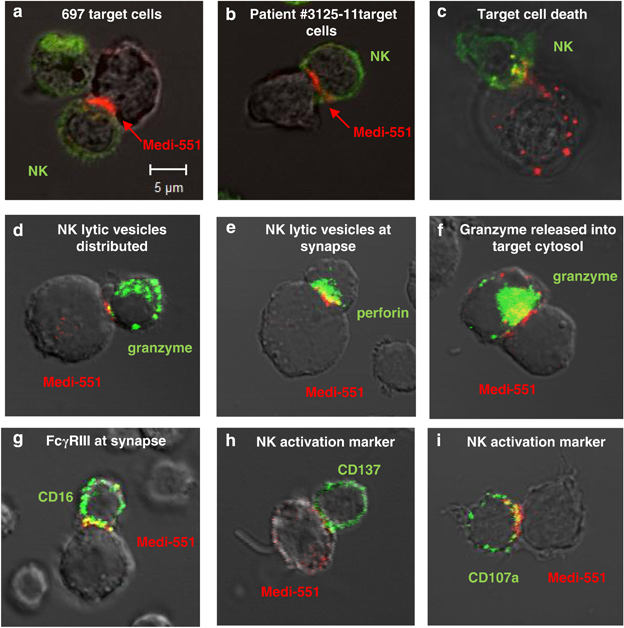 a
697 target cells
NK
Medi-551
5 µm
b
Patient #3125-11target
cells
NK
Medi-551
c
Target cell death
NK
d
NK lytic vesicles
distributed
granzyme
Medi-551
e
NK lytic vesicles at
synapse
perforin
Medi-551
f
Granzyme released into
target cytosol
granzyme
Medi-551
g
FcγRIII at synapse
CD16
Medi-551
h
NK activation marker
CD137
Medi-551
i
NK activation marker
CD107a
Medi-551